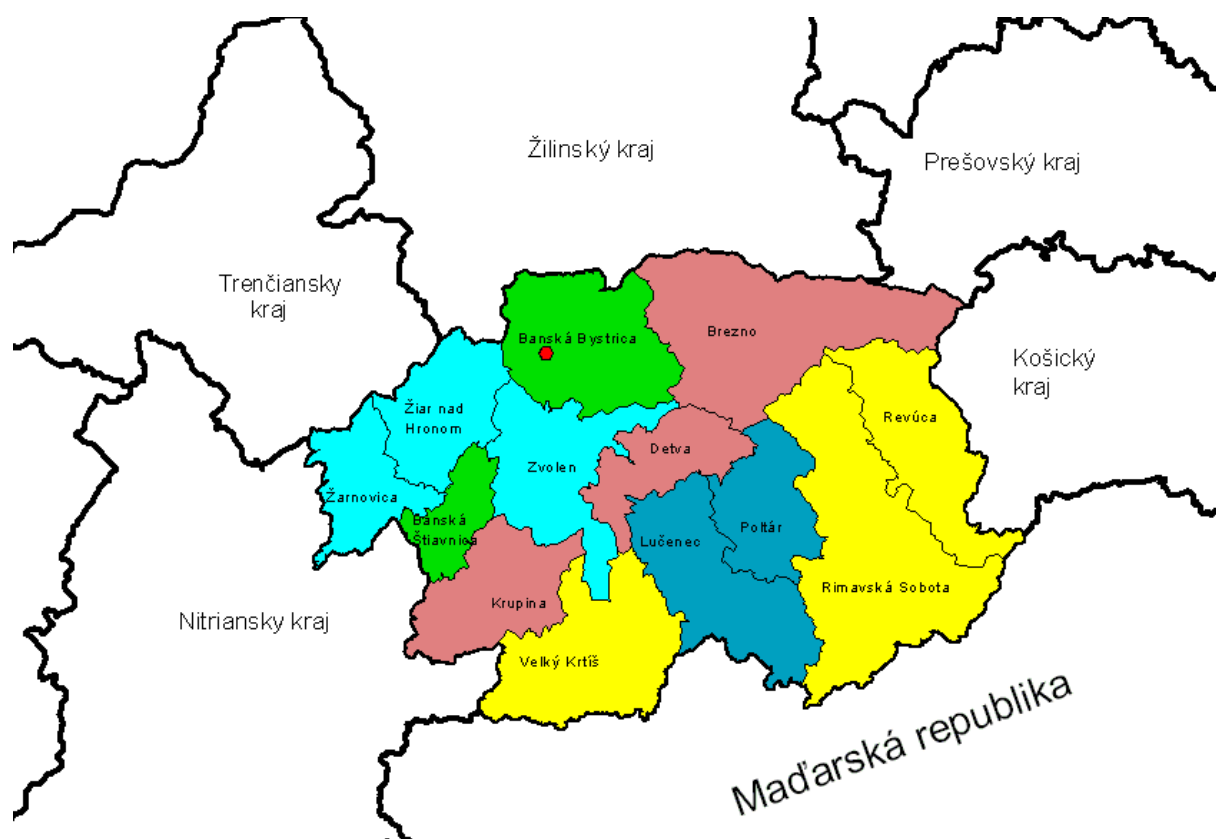 Žilinský kraj
Prešovský kraj
Trenčiansky
kraj
Banská Bystrica
Brezno
Košický
kraj
Žiar nad
Hronom
Revúca
Detva
Zvolen
Žarnovica
Banská
Štiavnica
Lučenec
Poltár
Rimavská Sobota
Krupina
Nitriansky kraj
Velký Krtíš
Maďarská republika